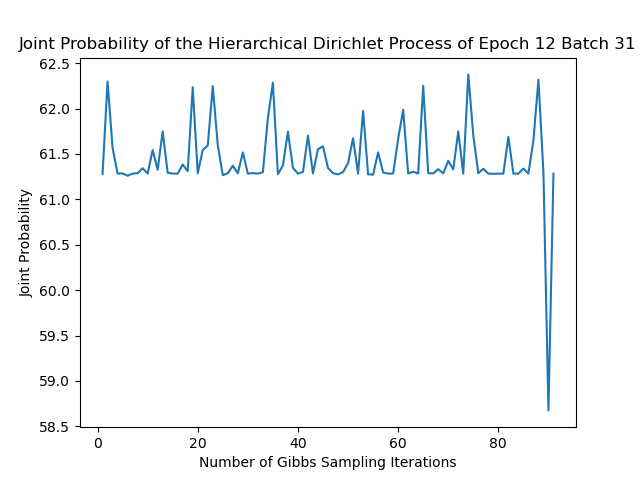 Joint Probability of the Hierarchical Dirichlet Process of Epoch 12 Batch 31
62.5
62.0
61.5
61.0
60.5
60.0
59.5
59.0
58.5
Joint Probability
0 20 40 60 80
Number of Gibbs Sampling Iterations